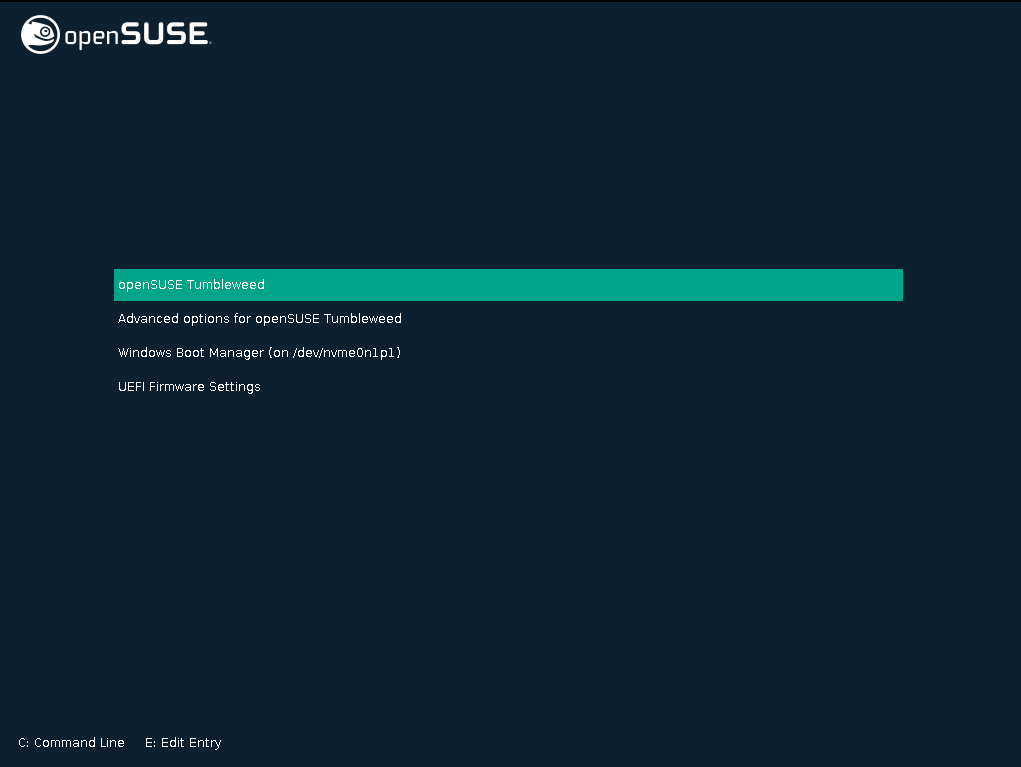 openSUSE.
openSUSE Tumbleweed
Advanced options for openSUSE Tumbleweed
Windows Boot Manager (on /dev/nvme0n1p1)
UEFI Firmware Settings
C: Command Line E: Edit Entry